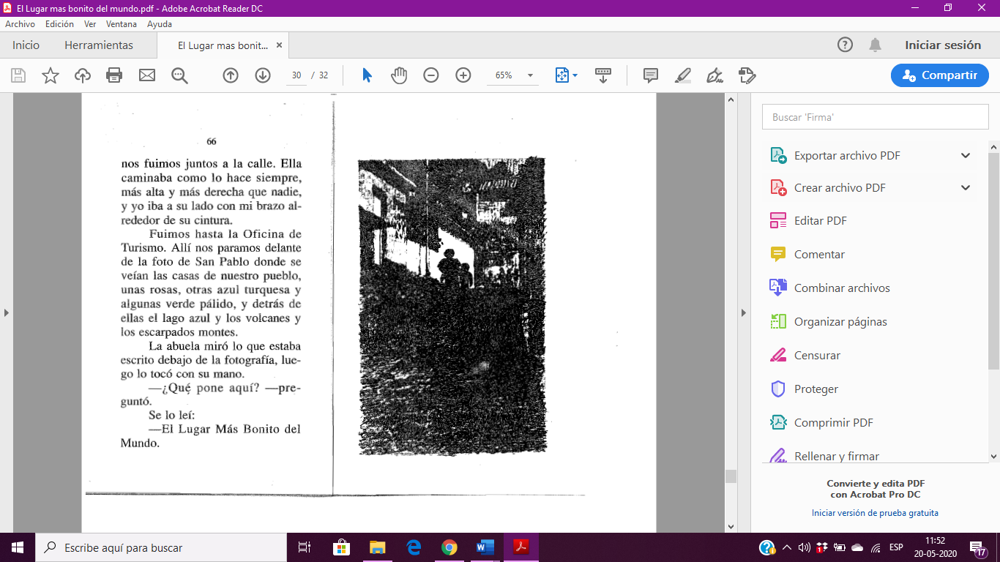 El Lugar mas bonito del mundo.pdf - Adobe Acrobat Reader DC
Archivo Edición Ver Ventana Ayuda
Inicio Herramientas El Lugar mas bonit... Iniciar sesión
30 / 32 65% Compartir
66
nos fuimos juntos a la calle. Ella
caminaba como lo hace siempre,
más alta y más derecha que nadie,
y yo iba a su lado con mi brazo al-
rededor de su cintura.
Fuimos hasta la Oficina de
Turismo. Allí nos paramos delante
de la foto de San Pablo donde se
veían las casas de nuestro pueblo,
unas rosas, otras azul turquesa y
algunas verde pálido, y detrás de
ellas el lago azul y los volcanes y
los escarpados montes.
La abuela miró lo que estaba
escrito debajo de la fotografía, lue-
go lo tocó con su mano.
—¿Qué pone aquí? —pre-
guntó.
Se lo leí:
—El Lugar Más Bonito del
Mundo.
Buscar 'Firma'
Exportar archivo PDF
Crear archivo PDF
Editar PDF
Comentar
Combinar archivos
Organizar páginas
Censurar
Proteger
Comprimir PDF
Rellenar y firmar
Convierte y edita PDF
con Acrobat Pro DC
Iniciar versión de prueba gratuita
Escribe aquí para buscar
ESP
11:52
20-05-2020
17